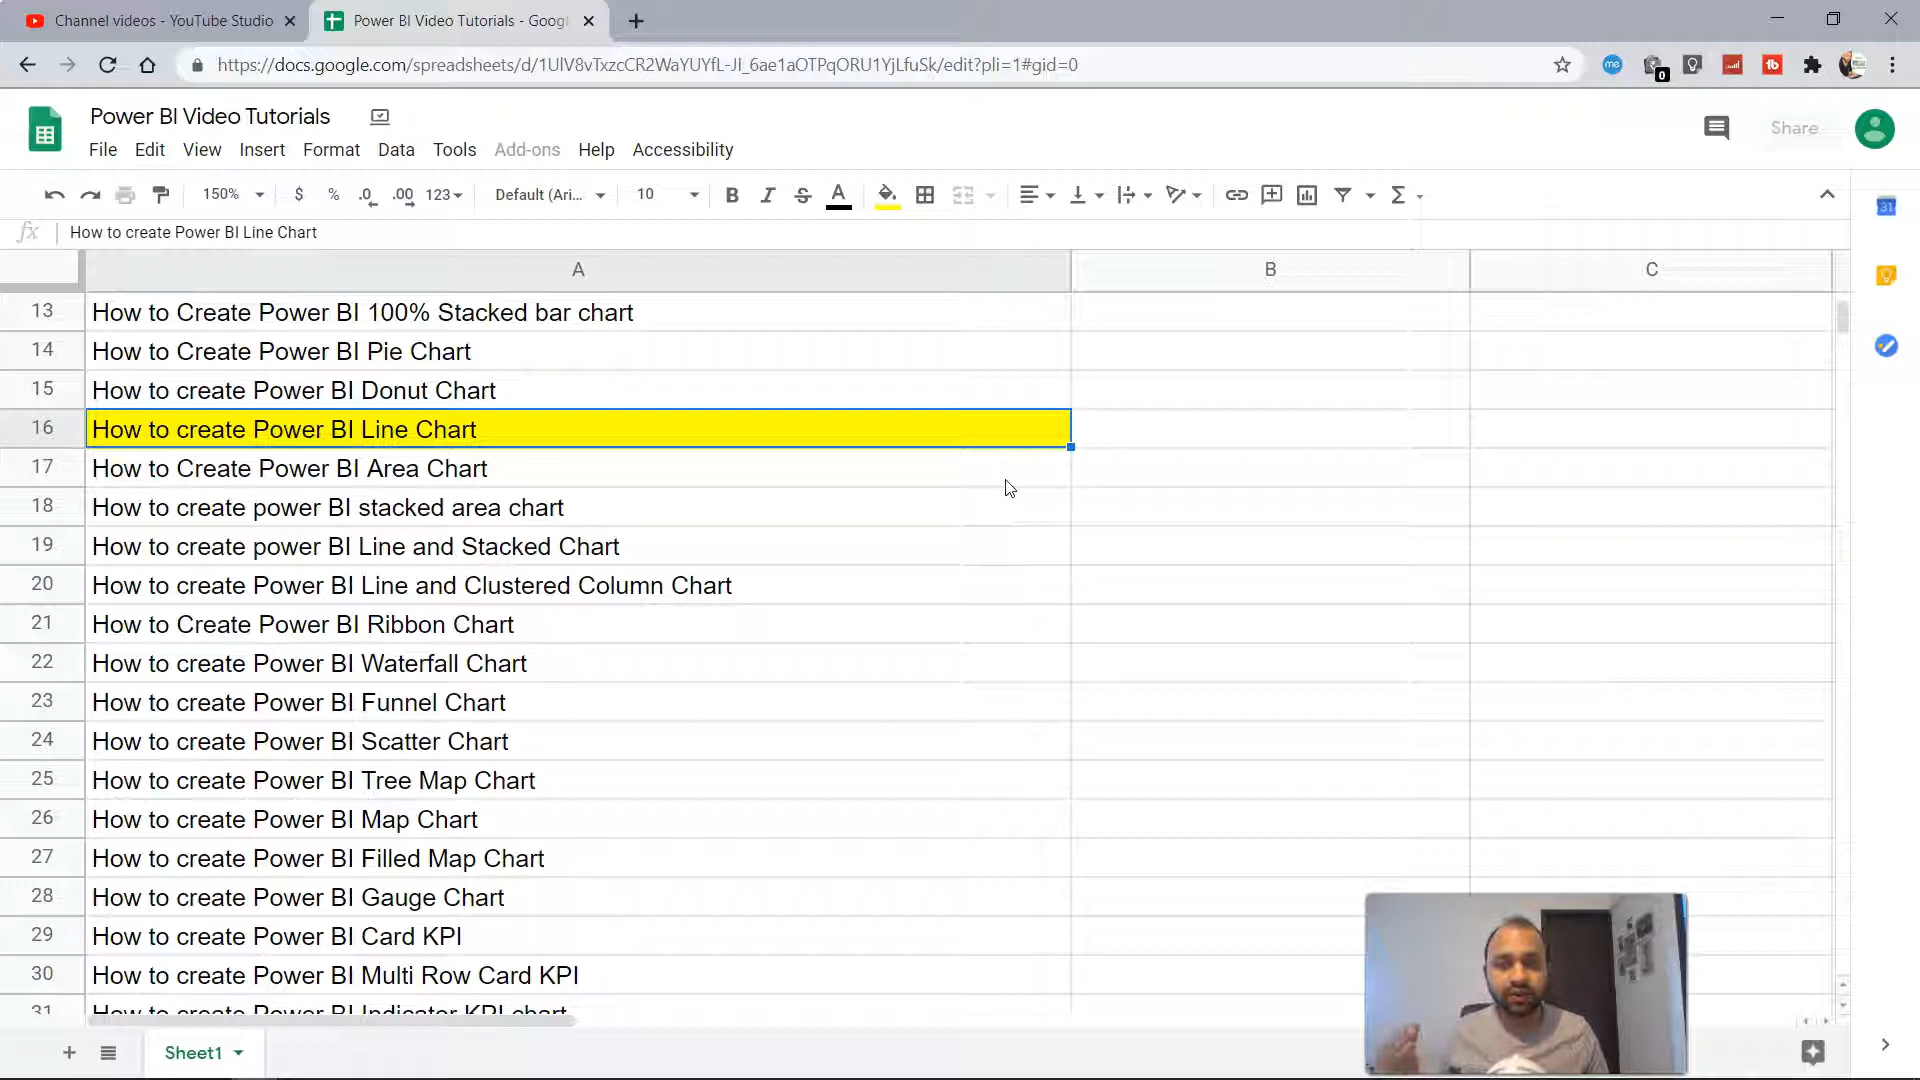 Channel videos - YouTube Studio
Power BI Video Tutorials - Goog
https://docs.google.com/spreadsheets/d/1UlV8vTxzcCR2WaYUYfL-Jl_6ae1aOTPqORU1YjLfuSk/edit?pli=1#gid=0
me
0
tb
Power BI Video Tutorials
Share
File Edit View Insert Format Data Tools Add-ons Help Accessibility
150% $ % .0 .00 123 Default (Ari... 10 B I S A Σ
31
fx How to create Power BI Line Chart
A B C
13 How to Create Power BI 100% Stacked bar chart
14 How to Create Power BI Pie Chart
15 How to create Power BI Donut Chart
16 How to create Power BI Line Chart
17 How to Create Power BI Area Chart
18 How to create power BI stacked area chart
19 How to create power BI Line and Stacked Chart
20 How to create Power BI Line and Clustered Column Chart
21 How to Create Power BI Ribbon Chart
22 How to create Power BI Waterfall Chart
23 How to create Power BI Funnel Chart
24 How to create Power BI Scatter Chart
25 How to create Power BI Tree Map Chart
26 How to create Power BI Map Chart
27 How to create Power BI Filled Map Chart
28 How to create Power BI Gauge Chart
29 How to create Power BI Card KPI
30 How to create Power BI Multi Row Card KPI
31 How to create Power BI Indicator KPI chart
Sheet1